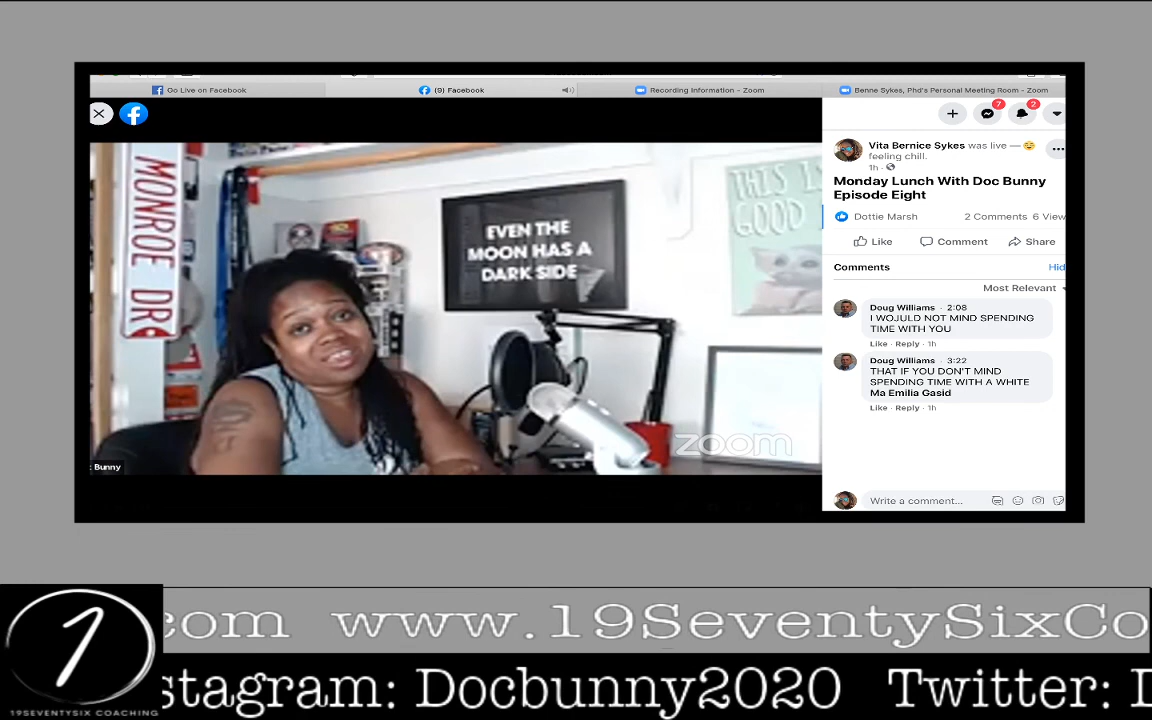 Go Live on Facebook
(9) Facebook
Recording Information - Zoom
Benne Sykes, Phd's Personal Meeting Room - Zoom
7
2
Vita Bernice Sykes was live —
feeling chill.
1h ·
Monday Lunch With Doc Bunny
Episode Eight
Dottie Marsh
2 Comments 6 View
Like
Comment
Share
Comments
Hid
Most Relevant
Doug Williams · 2:08
I WOJULD NOT MIND SPENDING
TIME WITH YOU
Like · Reply · 1h
Doug Williams · 3:22
THAT IF YOU DON'T MIND
SPENDING TIME WITH A WHITE
Ma Emilia Gasid
Like · Reply · 1h
Write a comment...
MONROE DR
EVEN THE
MOON HAS A
DARK SIDE
THIS IS
GOOD
zoom
: Bunny
1
19SEVENTYSIX COACHING
com www.19SeventySixCo
stagram: Docbunny2020 Twitter: D